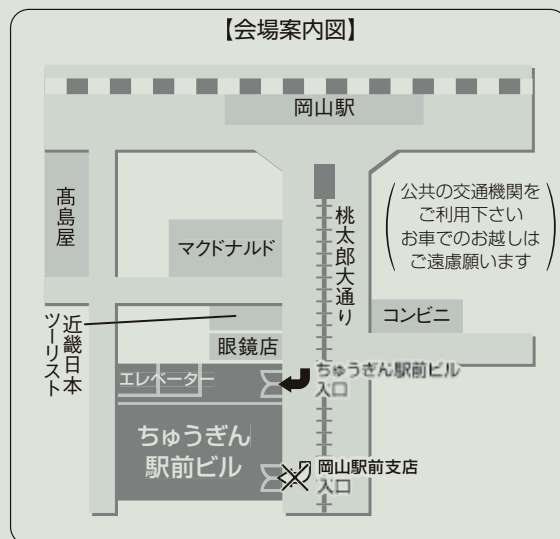 【会場案内図】
岡山駅
髙島屋
マクドナルド
桃太郎大通り
公共の交通機関を
ご利用下さい
お車でのお越しは
ご遠慮願います
コンビニ
近畿日本
ツーリスト
眼鏡店
エレベーター
ちゅうぎん駅前ビル
入口
ちゅうぎん
駅前ビル
岡山駅前支店
入口